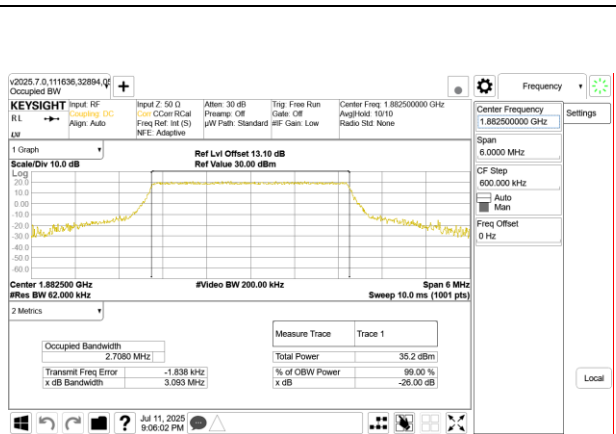 v2025.7.0,111636,32894,
Occupied BW
+
Frequency
KEYSIGHT Input: RF
Coupling: DC
Align: Auto
R L
Input Z: 50 Ω
Corr CCorr RCal
Freq Ref: Int (S)
NFE: Adaptive
Atten: 30 dB
Preamp: Off
µW Path: Standard
Trig: Free Run
Gate: Off
#IF Gain: Low
Center Freq: 1.882500000 GHz
Avg|Hold: 10/10
Radio Std: None
Center Frequency
1.882500000 GHz
Settings
Span
6.0000 MHz
CF Step
600.000 kHz
Auto
Man
Freq Offset
0 Hz
Local
1 Graph
Scale/Div 10.0 dB
Ref Lvl Offset 13.10 dB
Ref Value 30.00 dBm
Log
20.0
10.0
0.00
-10.0
-20.0
-30.0
-40.0
-50.0
-60.0
Center 1.882500 GHz
#Res BW 62.000 kHz
#Video BW 200.00 kHz
Span 6 MHz
Sweep 10.0 ms (1001 pts)
2 Metrics
Occupied Bandwidth
2.7080 MHz
Transmit Freq Error -1.838 kHz
x dB Bandwidth 3.093 MHz
Measure Trace Trace 1
Total Power 35.2 dBm
% of OBW Power 99.00 %
x dB -26.00 dB
?
Jul 11, 2025
9:06:02 PM